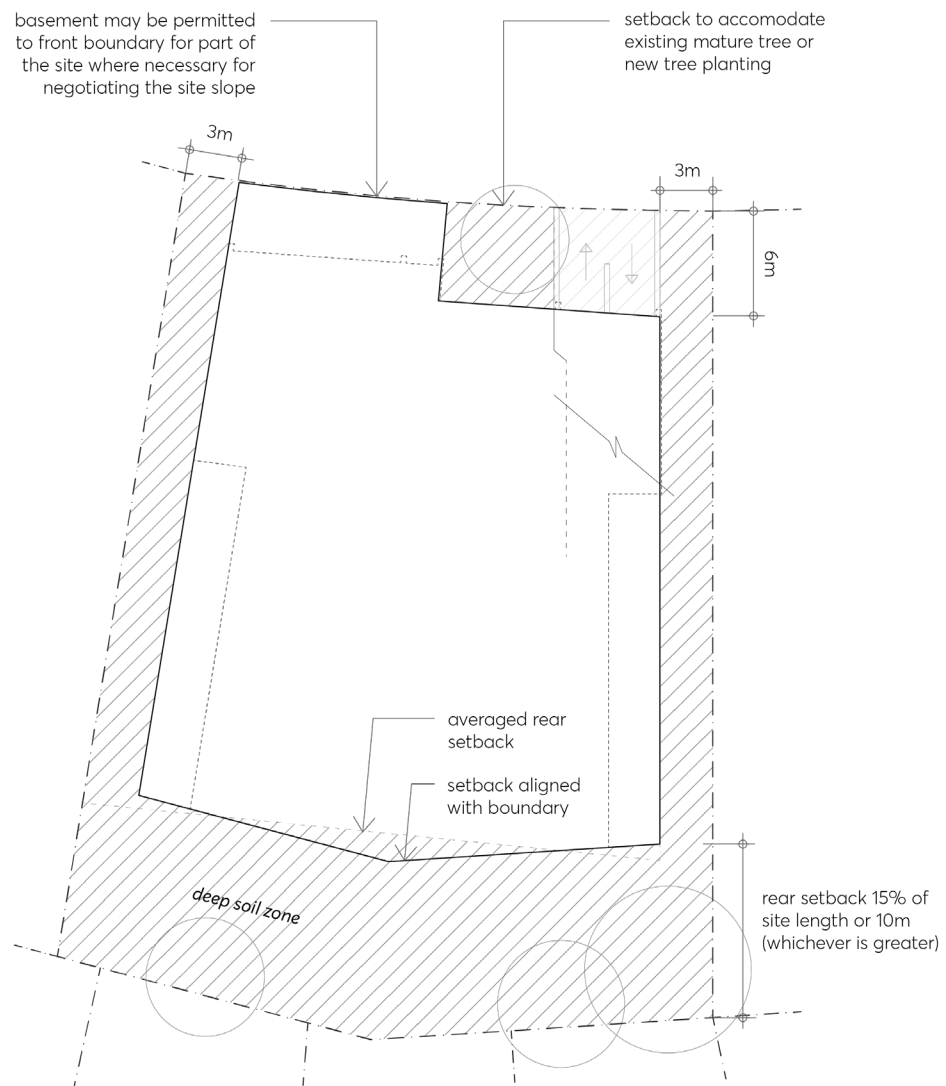 basement may be permitted
to front boundary for part of
the site where necessary for
negotiating the site slope
setback to accomodate
existing mature tree or
new tree planting
3m
3m
6m
averaged rear
setback
setback aligned
with boundary
deep soil zone
rear setback 15% of
site length or 10m
(whichever is greater)